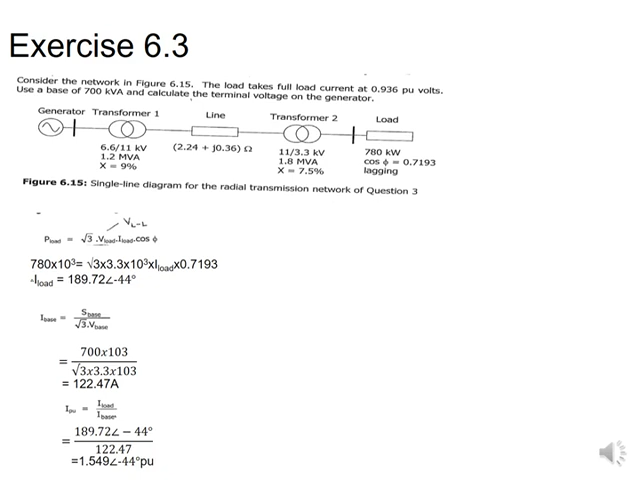 Exercise 6.3
Consider the network in Figure 6.15. The load takes full load current at 0.936 pu volts.
Use a base of 700 kVA and calculate the terminal voltage on the generator.
Generator Transformer 1 Line Transformer 2 Load
6.6/11 kV (2.24 + j0.36) Ω 11/3.3 kV 780 kW
1.2 MVA 1.8 MVA cos ϕ = 0.7193
X = 9% X = 7.5% lagging
Figure 6.15: Single-line diagram for the radial transmission network of Question 3
V L-L
Pload = √3 .Vload.Iload.cos ϕ
780x10³= √3x3.3x10³xIloadx0.7193
Iload = 189.72∠-44°
Ibase = Sbase / √3.Vbase
= 700x103 / √3x3.3x103
= 122.47A
Ipu = Iload / Ibase
= 189.72∠ − 44° / 122.47
=1.549∠-44°pu